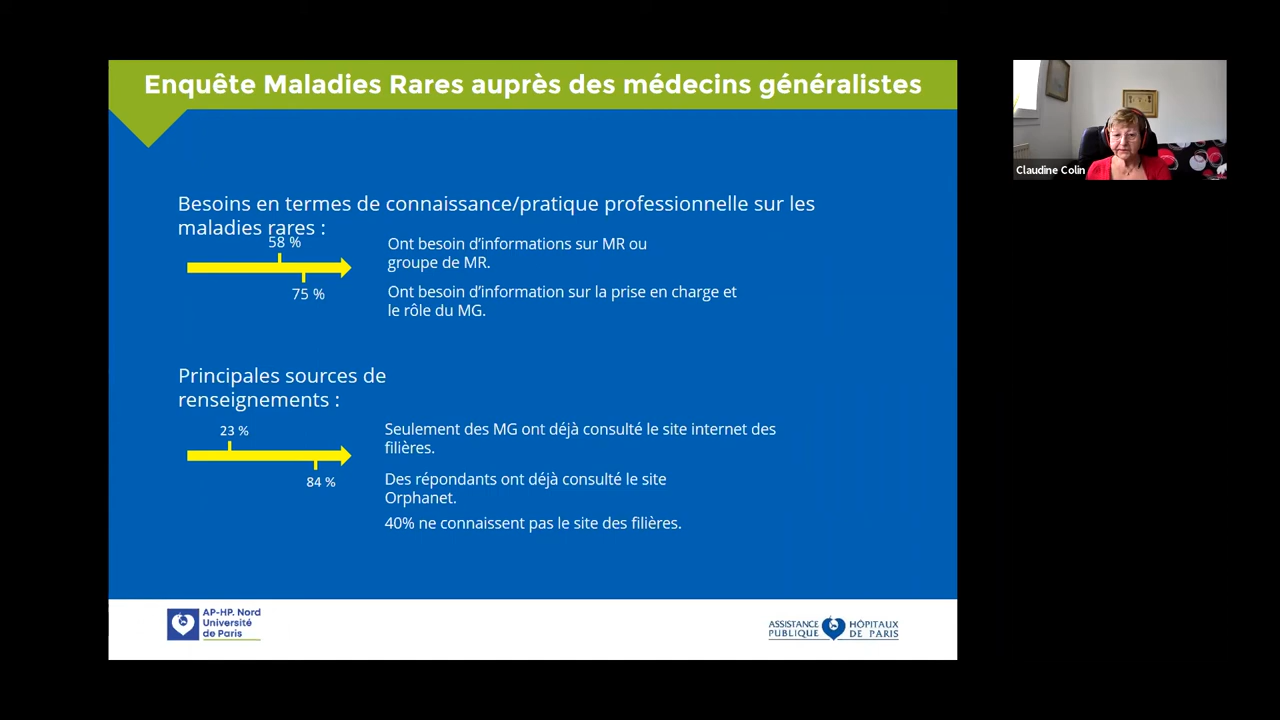 Enquête Maladies Rares auprès des médecins généralistes
Claudine Colin
Besoins en termes de connaissance/pratique professionnelle sur les
maladies rares :
58 %
75 %
Ont besoin d'informations sur MR ou
groupe de MR.
Ont besoin d'information sur la prise en charge et
le rôle du MG.
Principales sources de
renseignements :
23 %
84 %
Seulement des MG ont déjà consulté le site internet des
filières.
Des répondants ont déjà consulté le site
Orphanet.
40% ne connaissent pas le site des filières.
AP-HP. Nord
Université
de Paris
ASSISTANCE HÔPITAUX
PUBLIQUE DE PARIS